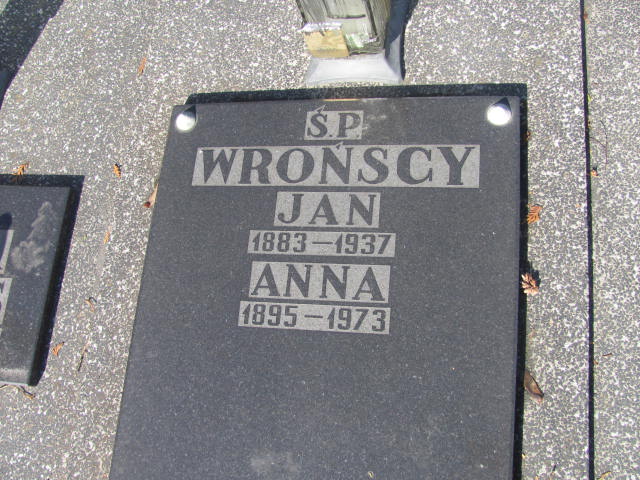 Ś.P.
WROŃSCY
JAN
1883–1937
ANNA
1895–1973